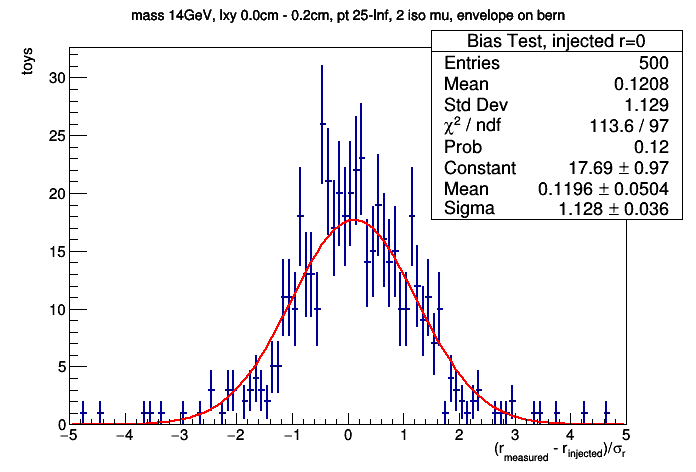 mass 14GeV, lxy 0.0cm - 0.2cm, pt 25-Inf, 2 iso mu, envelope on bern
toys
Bias Test, injected r=0
Entries 500
Mean 0.1208
Std Dev 1.129
χ² / ndf 113.6 / 97
Prob 0.12
Constant 17.69 ± 0.97
Mean 0.1196 ± 0.0504
Sigma 1.128 ± 0.036
30
25
20
15
10
5
0
−5 −4 −3 −2 −1 0 1 2 3 4 5
(r_measured - r_injected)/σ_r